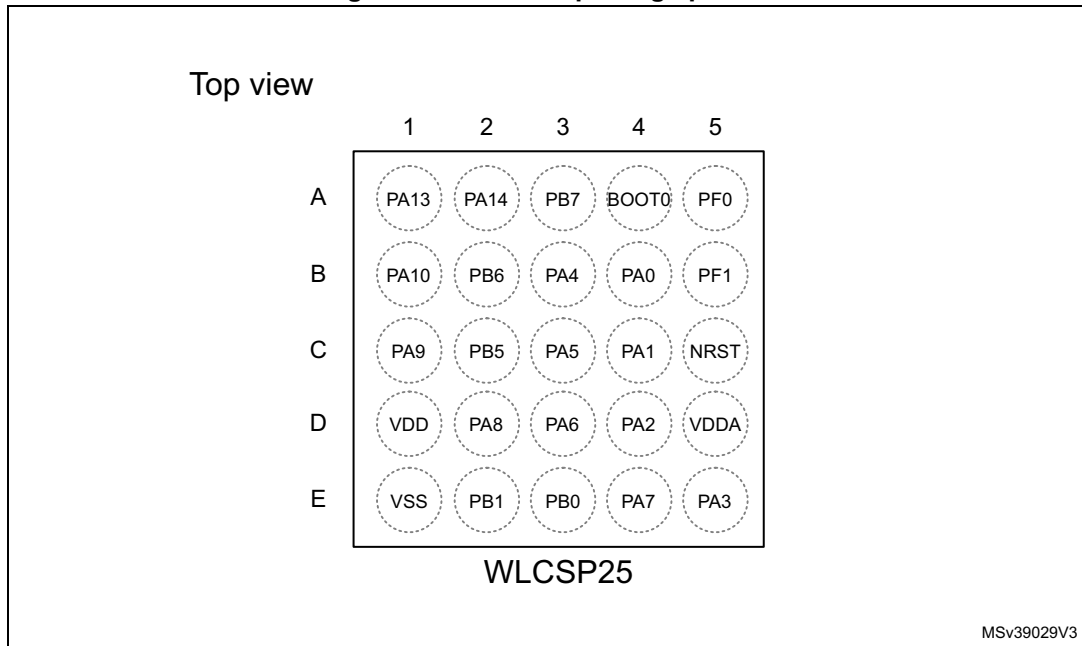 Top view
1 2 3 4 5
A PA13 PA14 PB7 BOOT0 PF0
B PA10 PB6 PA4 PA0 PF1
C PA9 PB5 PA5 PA1 NRST
D VDD PA8 PA6 PA2 VDDA
E VSS PB1 PB0 PA7 PA3
WLCSP25
MSv39029V3